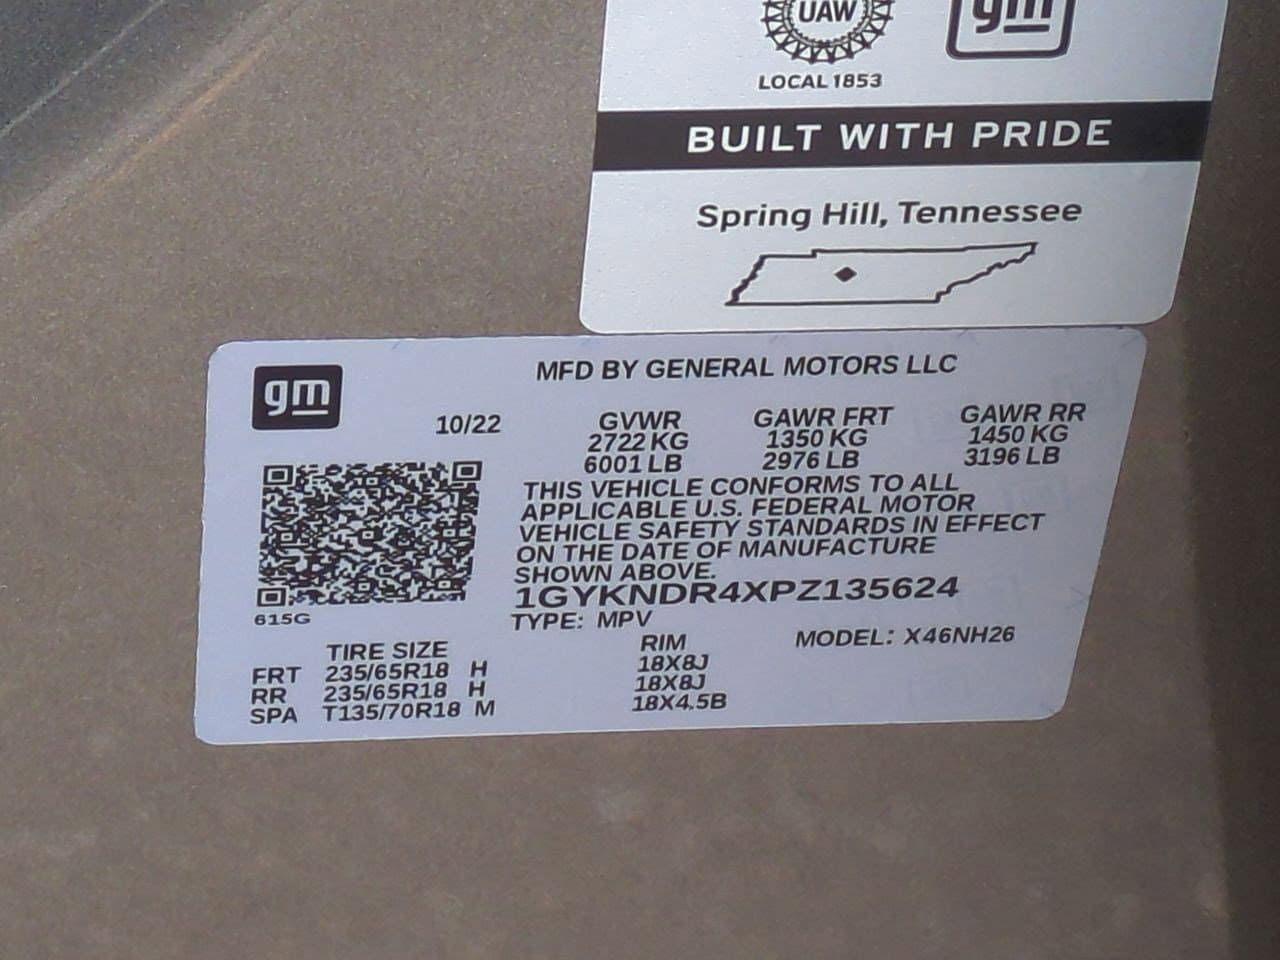 UAW
gm
LOCAL 1853
BUILT WITH PRIDE
Spring Hill, Tennessee
gm
MFD BY GENERAL MOTORS LLC
10/22
GVWR GAWR FRT GAWR RR
2722 KG 1350 KG 1450 KG
6001 LB 2976 LB 3196 LB
THIS VEHICLE CONFORMS TO ALL
APPLICABLE U.S. FEDERAL MOTOR
VEHICLE SAFETY STANDARDS IN EFFECT
ON THE DATE OF MANUFACTURE
SHOWN ABOVE.
1GYKNDR4XPZ135624
615G
TYPE: MPV MODEL: X46NH26
TIRE SIZE RIM
FRT 235/65R18 H 18X8J
RR 235/65R18 H 18X8J
SPA T135/70R18 M 18X4.5B